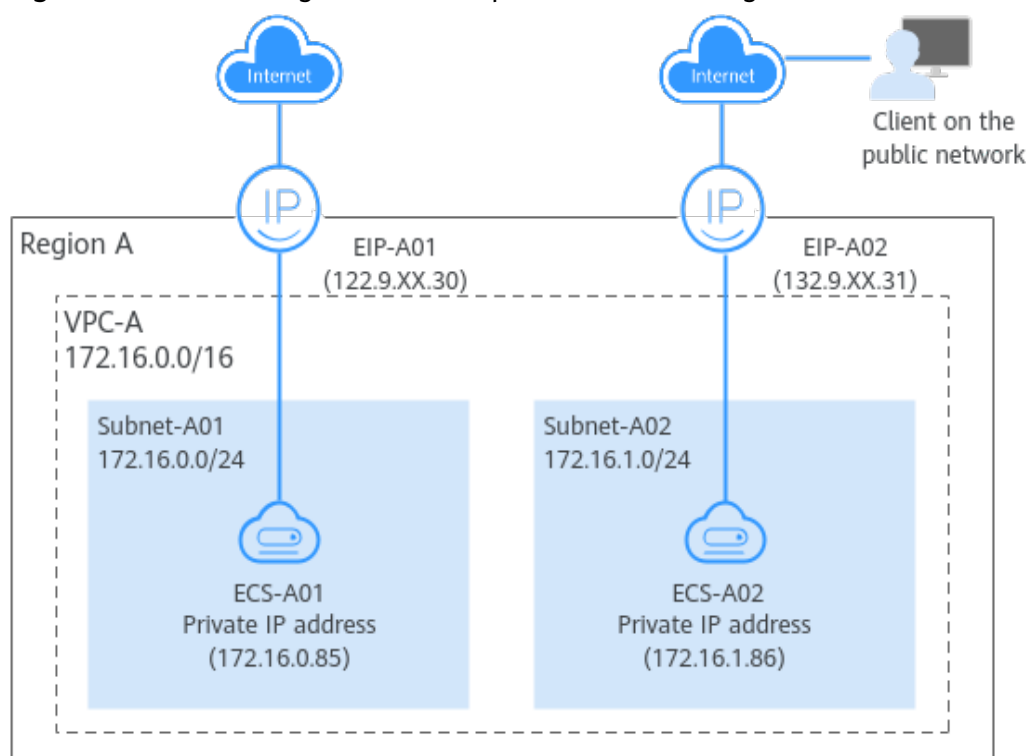 Internet
Internet
Client on the
public network
IP
IP
Region A
EIP-A01
(122.9.XX.30)
EIP-A02
(132.9.XX.31)
VPC-A
172.16.0.0/16
Subnet-A01
172.16.0.0/24
Subnet-A02
172.16.1.0/24
ECS-A01
Private IP address
(172.16.0.85)
ECS-A02
Private IP address
(172.16.1.86)